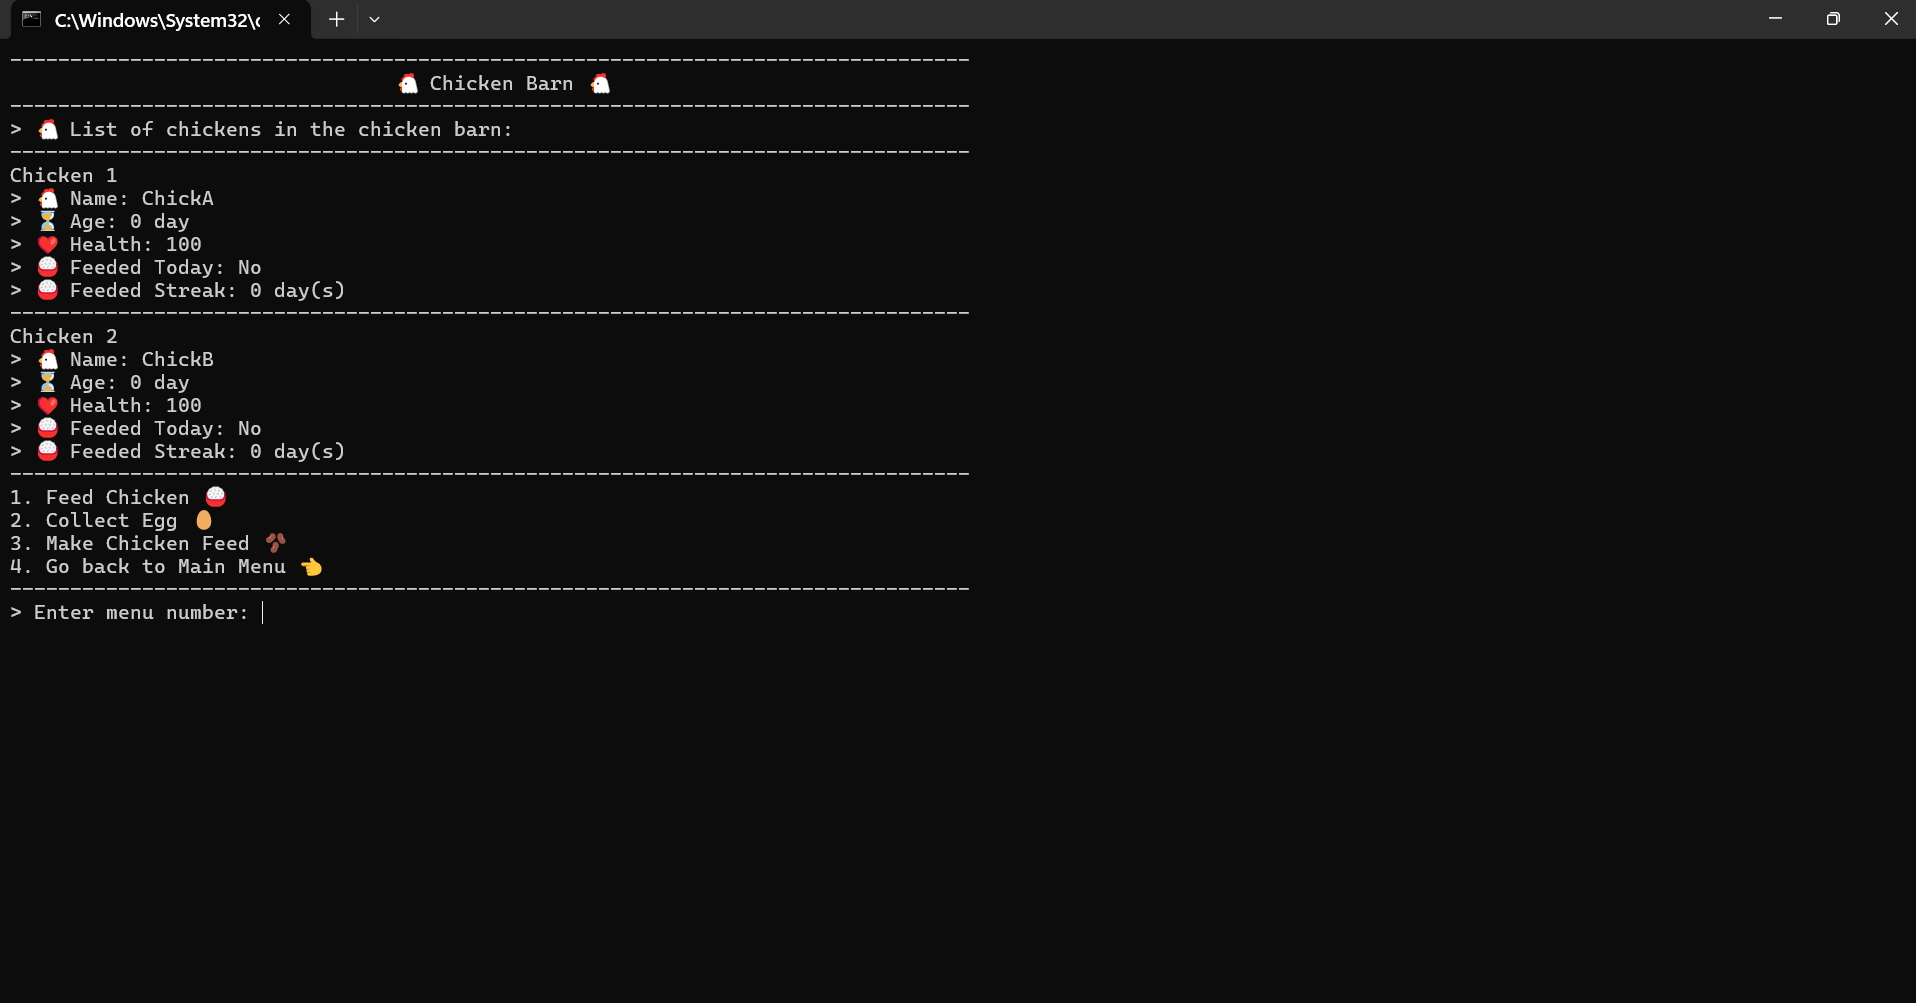 C:\Windows\System32\c
--------------------------------------------------------------------------------
🐔 Chicken Barn 🐔
--------------------------------------------------------------------------------
> 🐔 List of chickens in the chicken barn:
--------------------------------------------------------------------------------
Chicken 1
> 🐔 Name: ChickA
> ⏳ Age: 0 day
> ❤️ Health: 100
> 🍚 Feeded Today: No
> 🍚 Feeded Streak: 0 day(s)
--------------------------------------------------------------------------------
Chicken 2
> 🐔 Name: ChickB
> ⏳ Age: 0 day
> ❤️ Health: 100
> 🍚 Feeded Today: No
> 🍚 Feeded Streak: 0 day(s)
--------------------------------------------------------------------------------
1. Feed Chicken 🍚
2. Collect Egg 🥚
3. Make Chicken Feed 🫘
4. Go back to Main Menu 👈
--------------------------------------------------------------------------------
> Enter menu number: